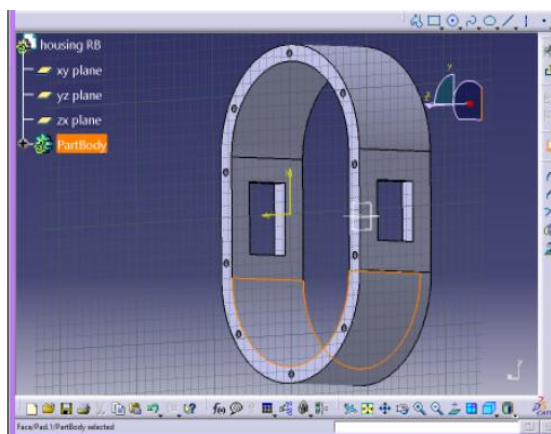 housing RB
xy plane
yz plane
zx plane
PartBody
y
z
f(x)
Face/Pad.1/PartBody selected